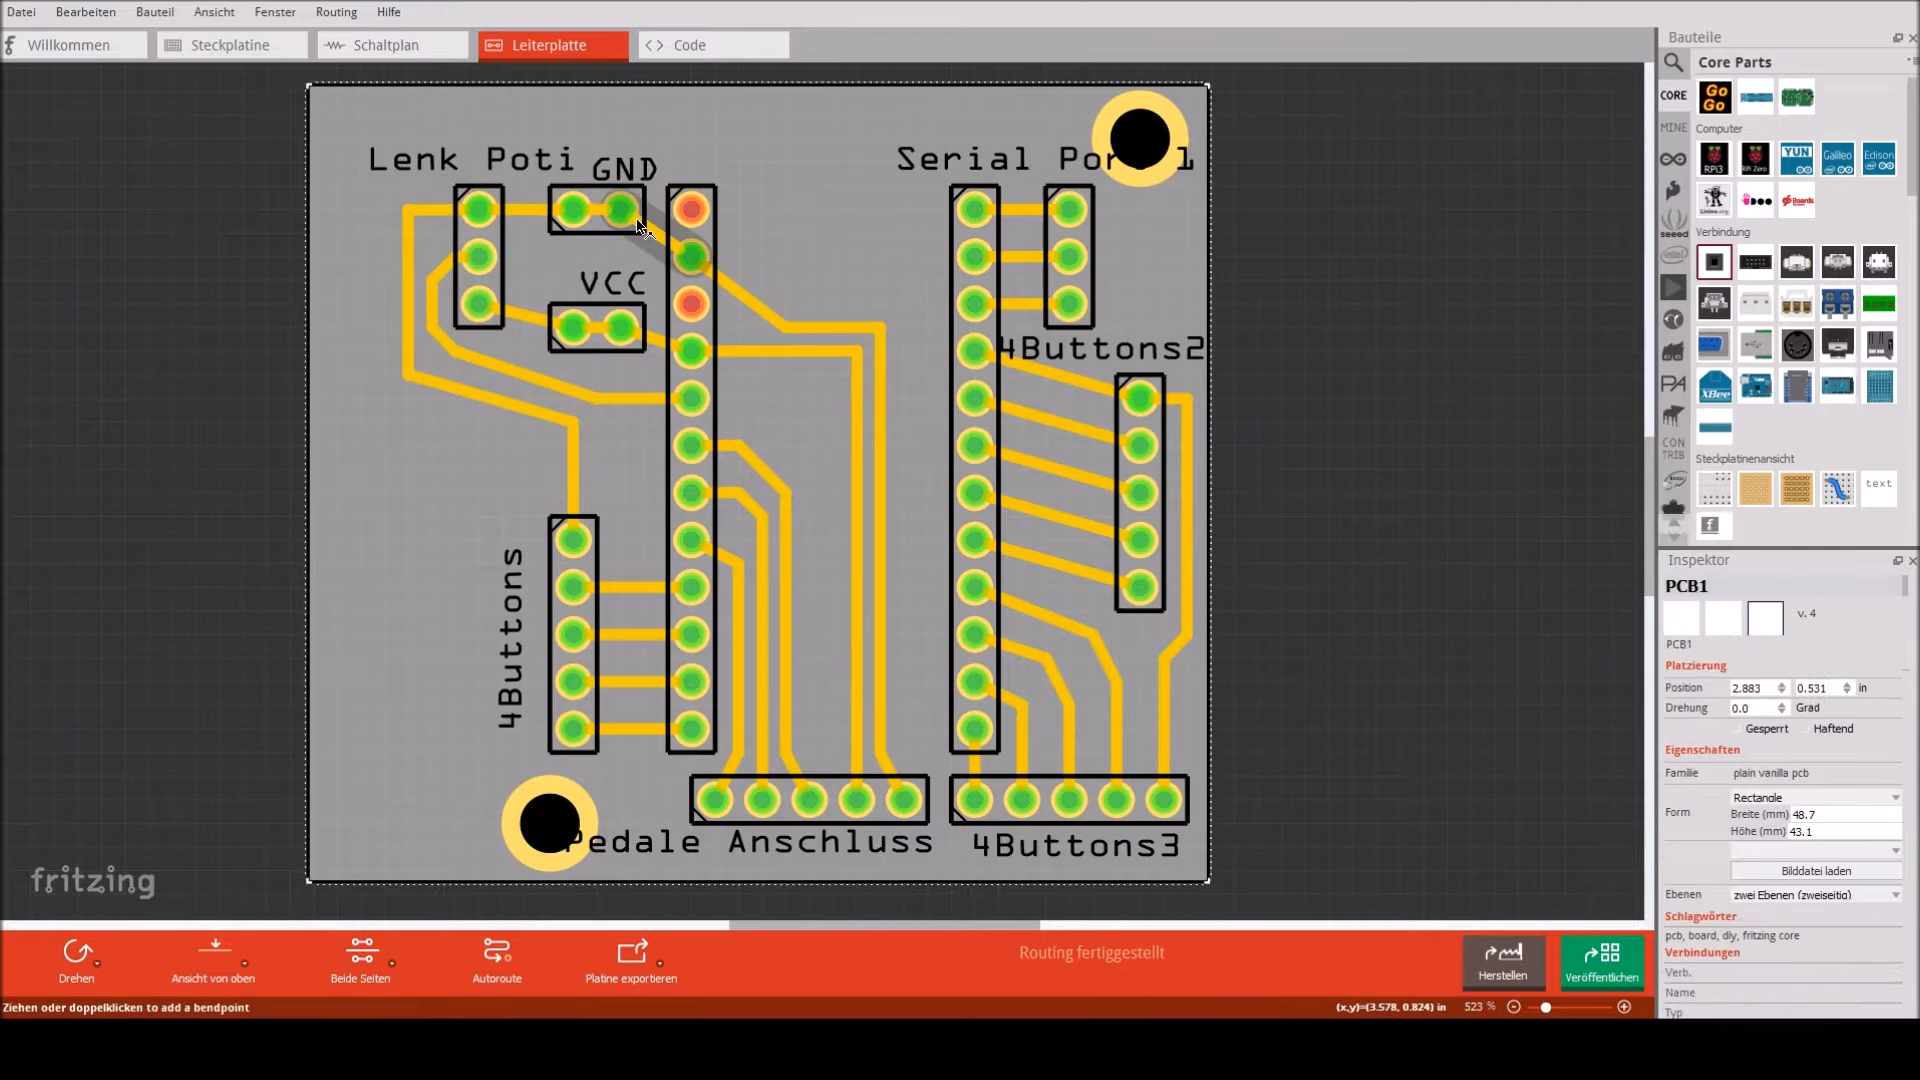 Datei Bearbeiten Bauteil Ansicht Fenster Routing Hilfe
Willkommen Steckplatine Schaltplan Leiterplatte <> Code
Bauteile
Core Parts
CORE
MINE
Computer
Verbindung
Steckplatinenansicht
text
Lenk Poti
GND
VCC
4Buttons
Pedale Anschluss
4Buttons2
4Buttons3
fritzing
Inspektor
PCB1
v. 4
PCB1
Platzierung
Position 2.883 0.531 in
Drehung 0.0 Grad
Gesperrt Haftend
Eigenschaften
Familie plain vanilla pcb
Form Rectangle
Breite (mm) 48.7
Höhe (mm) 43.1
Bilddatei laden
Ebenen zwei Ebenen (zweiseitig)
Schlagwörter
pcb, board, diy, fritzing core
Verbindungen
Verb.
Name
Typ
Drehen Ansicht von oben Beide Seiten Autoroute Platine exportieren
Routing fertiggestellt
Herstellen Veröffentlichen
Ziehen oder doppelklicken to add a bendpoint
(x,y)=(3.578, 0.824) in 523 %